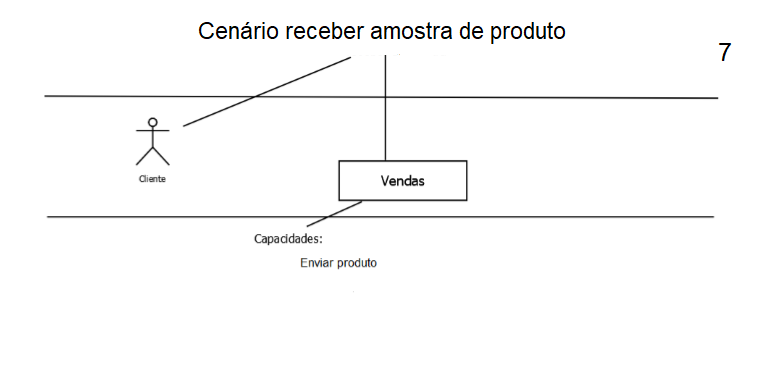 Cenário receber amostra de produto
7
Cliente
Vendas
Capacidades:
Enviar produto